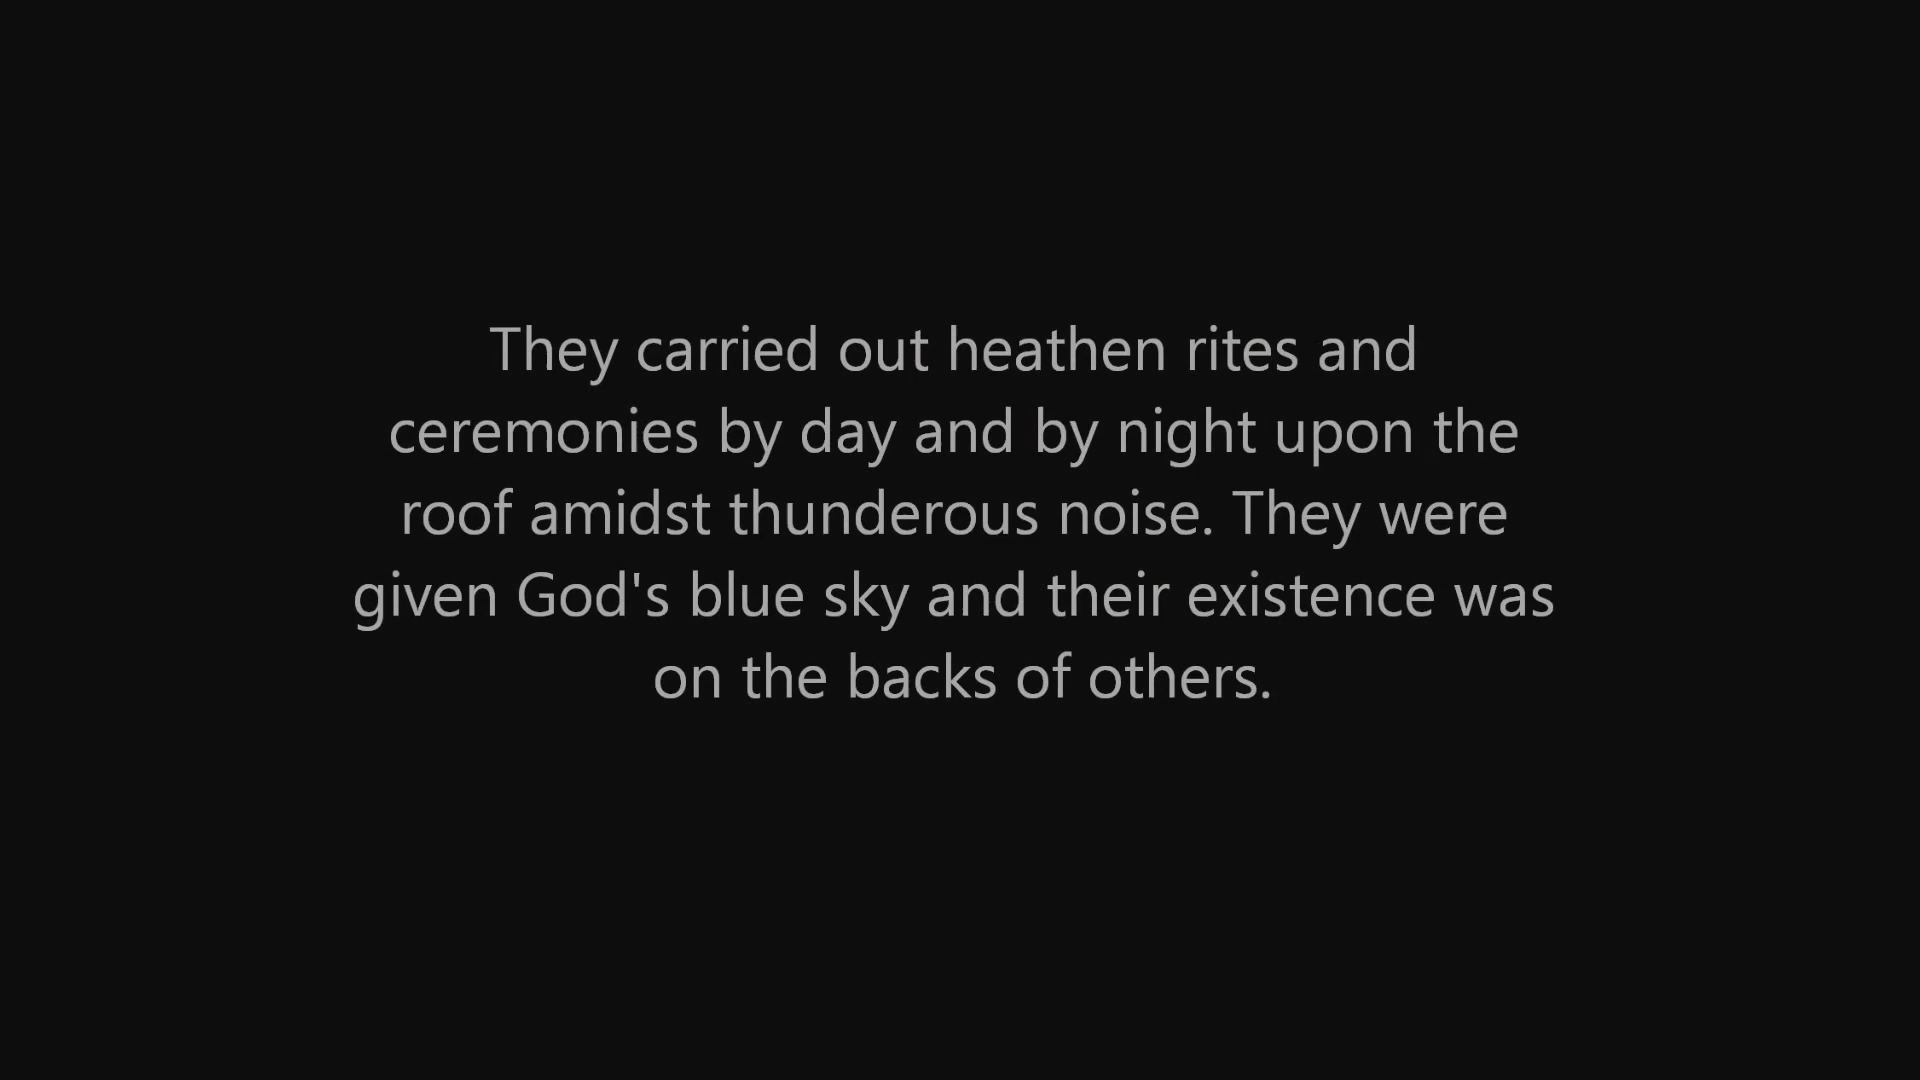 They carried out heathen rites and
ceremonies by day and by night upon the
roof amidst thunderous noise. They were
given God's blue sky and their existence was
on the backs of others.